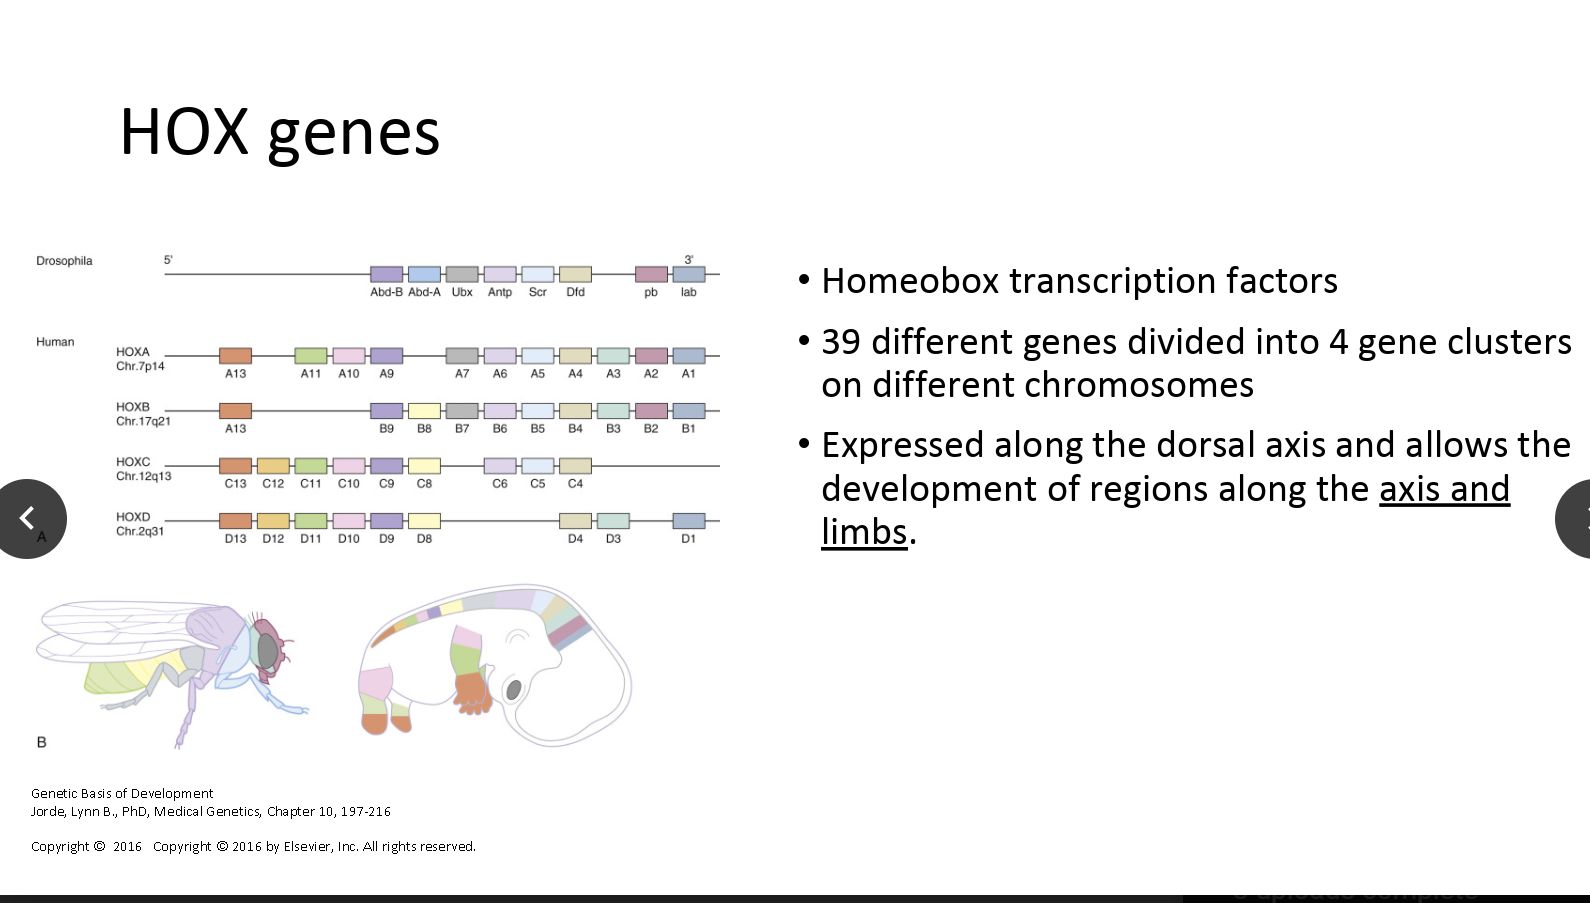 HOX genes
Drosophila
5'
3'
Abd-B Abd-A Ubx Antp Scr Dfd pb lab
Human
HOXA
Chr.7p14
A13 A11 A10 A9 A7 A6 A5 A4 A3 A2 A1
HOXB
Chr.17q21
A13 B9 B8 B7 B6 B5 B4 B3 B2 B1
HOXC
Chr.12q13
C13 C12 C11 C10 C9 C8 C6 C5 C4
HOXD
Chr.2q31
D13 D12 D11 D10 D9 D8 D4 D3 D1
A
B
• Homeobox transcription factors
• 39 different genes divided into 4 gene clusters
on different chromosomes
• Expressed along the dorsal axis and allows the
development of regions along the axis and
limbs.
Genetic Basis of Development
Jorde, Lynn B., PhD, Medical Genetics, Chapter 10, 197-216
Copyright © 2016 Copyright © 2016 by Elsevier, Inc. All rights reserved.